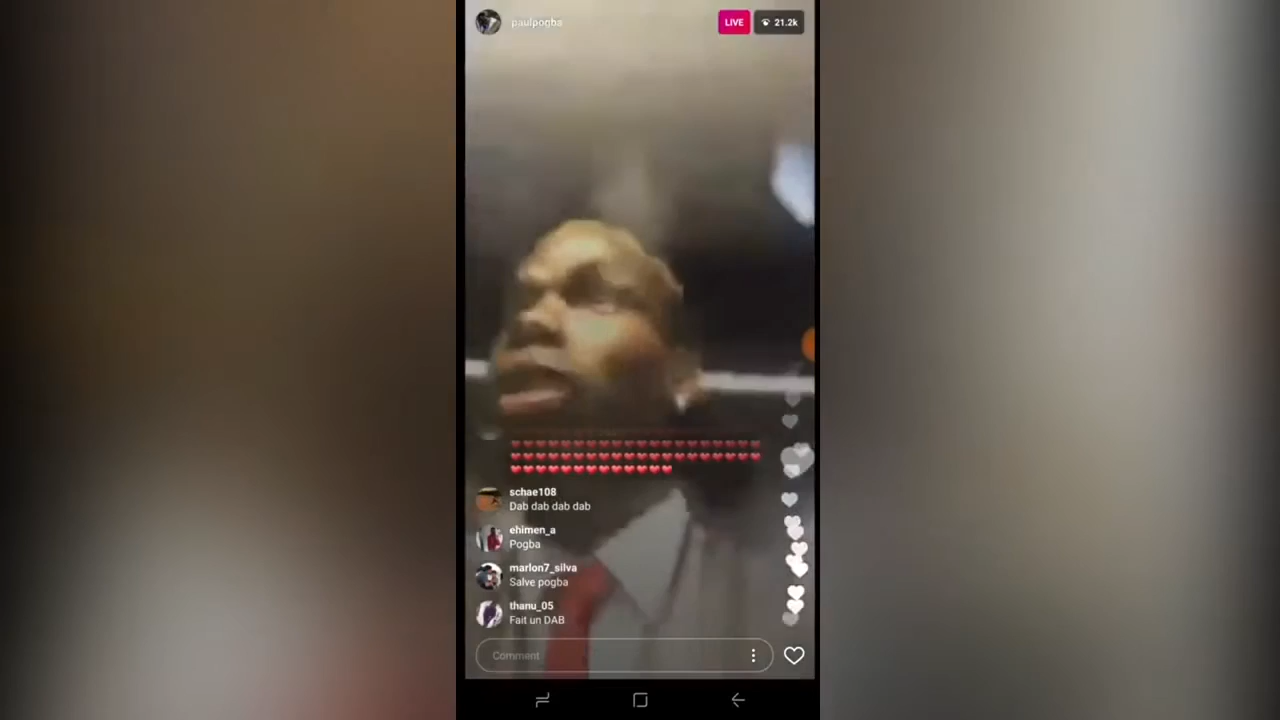 paulpogba
LIVE
21.2k
schae108
Dab dab dab dab
ehimen_a
Pogba
marlon7_silva
Salve pogba
thanu_05
Fait un DAB
Comment